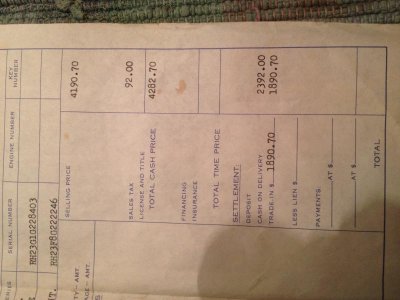 SERIAL NUMBER ENGINE NUMBER KEY NUMBER
RH23G1G228403
RH23F8G222246
SELLING PRICE 4190.70
SALES TAX 92.00
LICENSE AND TITLE
TOTAL CASH PRICE 4282.70
FINANCING
INSURANCE
TOTAL TIME PRICE
SETTLEMENT:
DEPOSIT
CASH ON DELIVERY 2392.00
TRADE-IN $ 1890.70 1890.70
LESS LIEN $
PAYMENTS: AT $
AT $
TOTAL